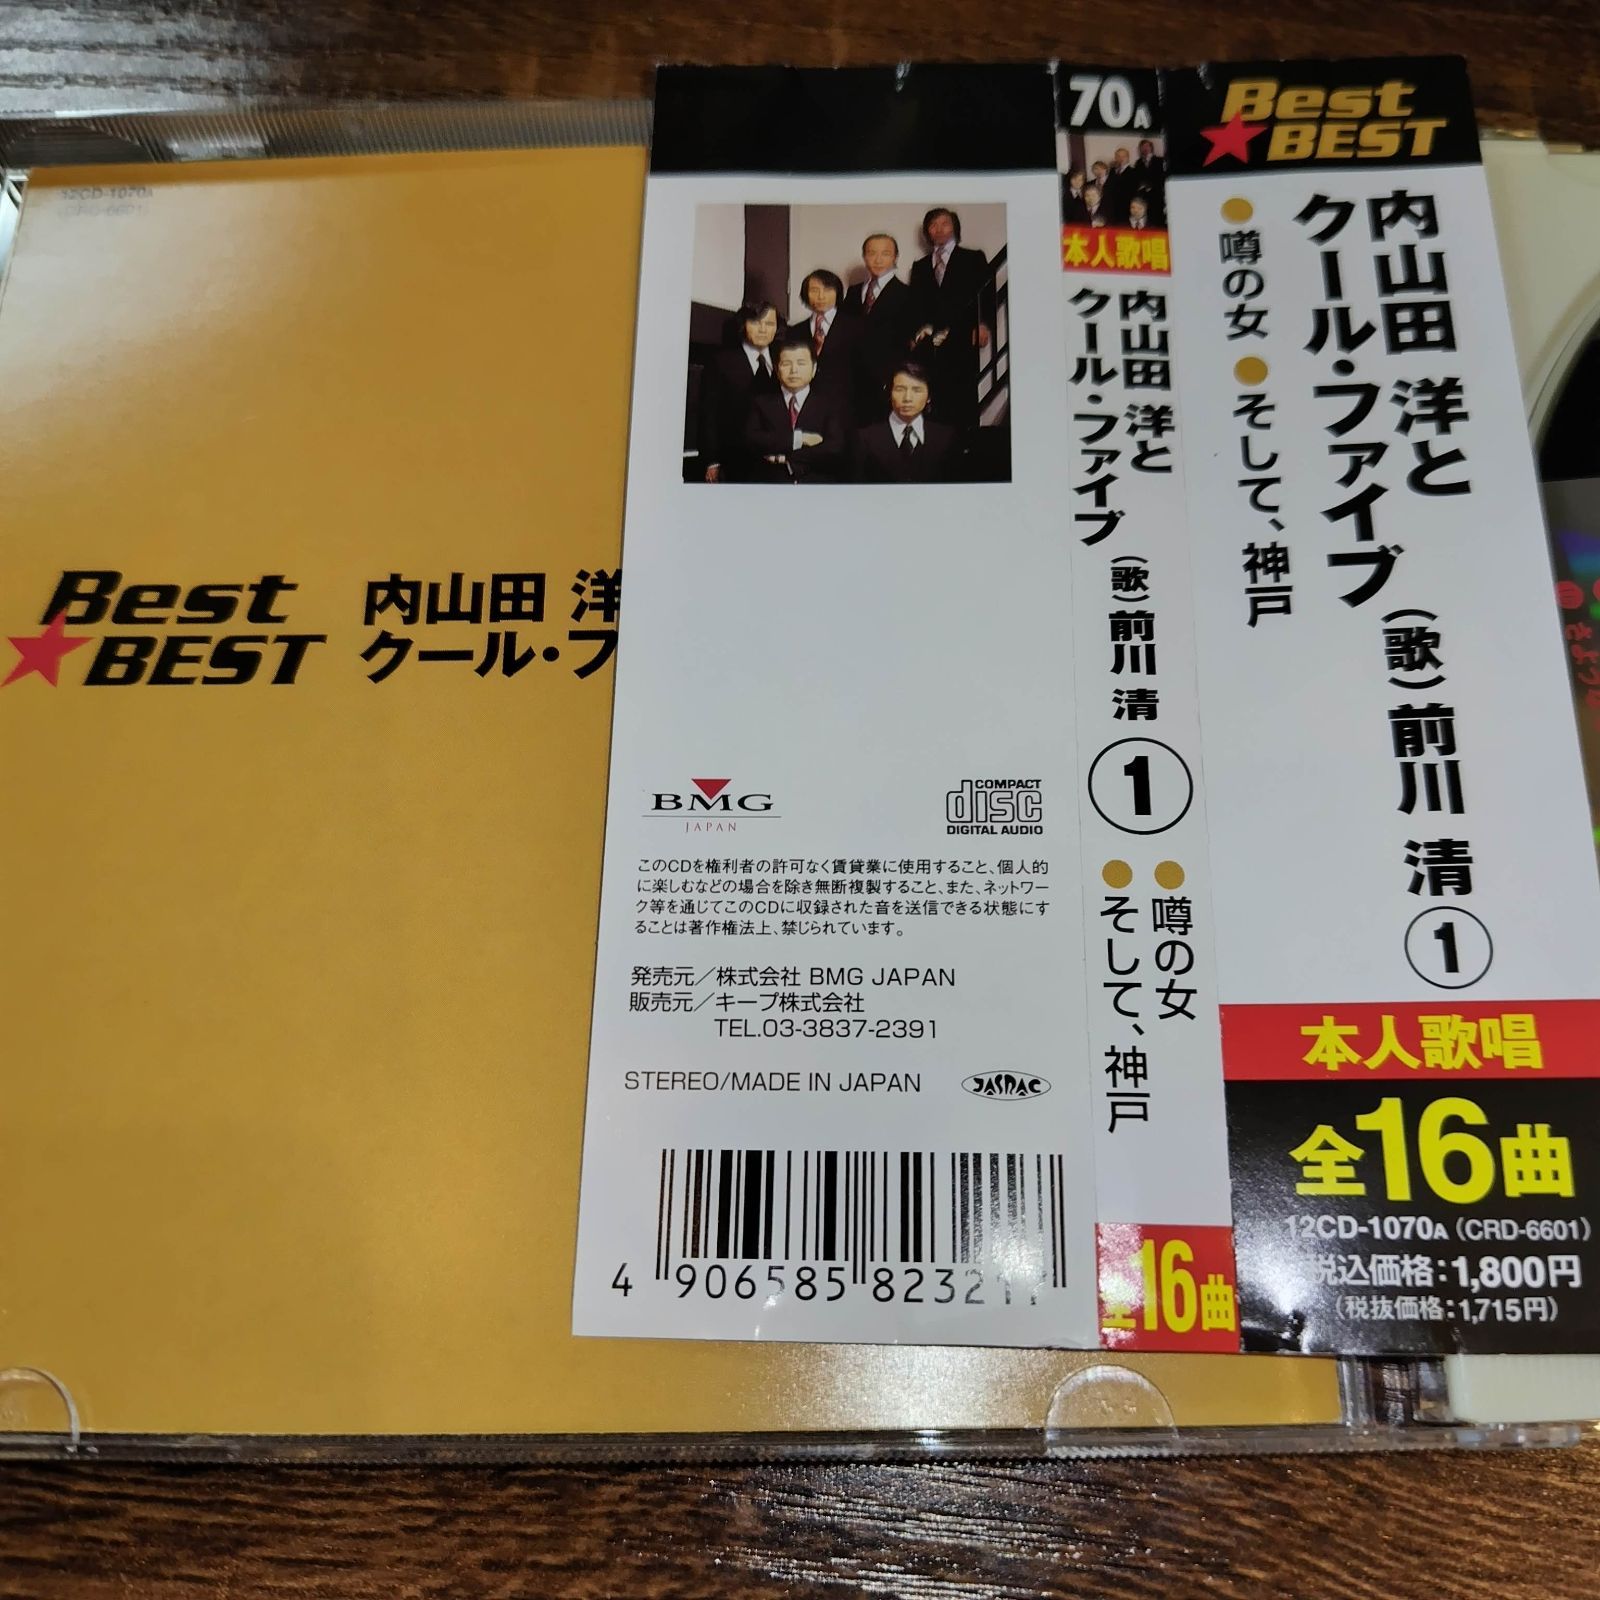 12CD-1070A
(CRD-6601)
Best
BEST
内山田 洋
クール・フ
BMG
JAPAN
COMPACT
disc
DIGITAL AUDIO
このCDを権利者の許可なく賃貸業に使用すること、個人的
に楽しむなどの場合を除き無断複製すること、また、ネットワー
ク等を通じてこのCDに収録された音を送信できる状態にす
ることは著作権法上、禁じられています。
発売元／株式会社 BMG JAPAN
販売元／キープ株式会社
TEL.03-3837-2391
STEREO/MADE IN JAPAN
JASRAC
4 906585 823217
70A
本人歌唱
内山田 洋と
クール・ファイブ
(歌)前川 清
1
●噂の女
●そして、神戸
全16曲
Best
BEST
内山田 洋と
クール・ファイブ
(歌)前川 清
1
●噂の女
●そして、神戸
本人歌唱
全16曲
12CD-1070A (CRD-6601)
税込価格:1,800円
(税抜価格:1,715円)
さよう